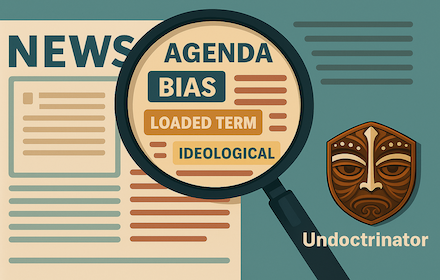 NEWS
AGENDA
BIAS
LOADED TERM
IDEOLOGICAL
Undoctrinator